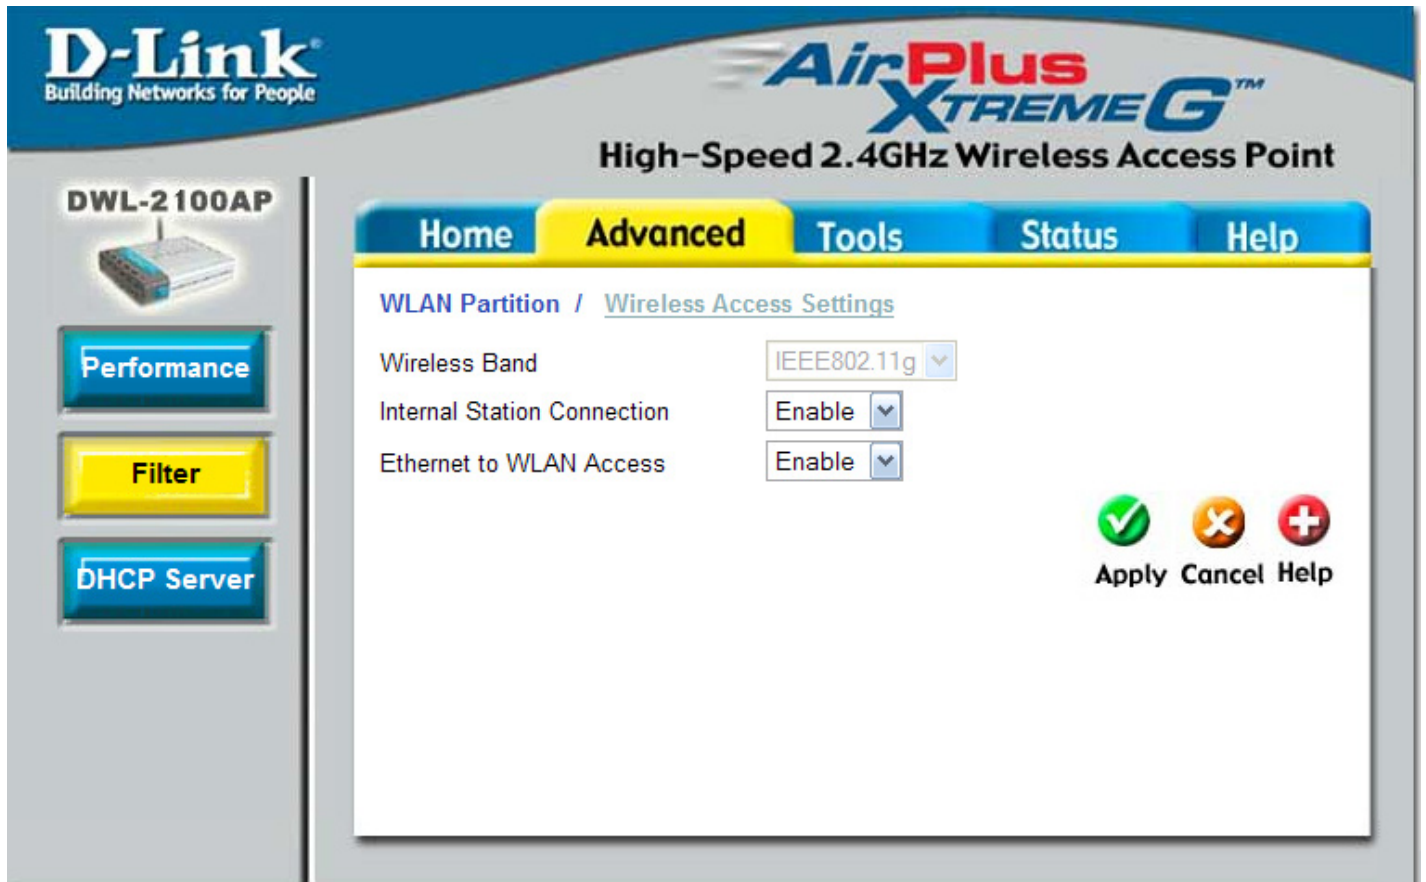 D-Link®
Building Networks for People
AirPlus
XTREME G™
High-Speed 2.4GHz Wireless Access Point
DWL-2100AP
Home Advanced Tools Status Help
WLAN Partition / Wireless Access Settings
Wireless Band IEEE802.11g
Internal Station Connection Enable
Ethernet to WLAN Access Enable
Apply Cancel Help
Performance
Filter
DHCP Server